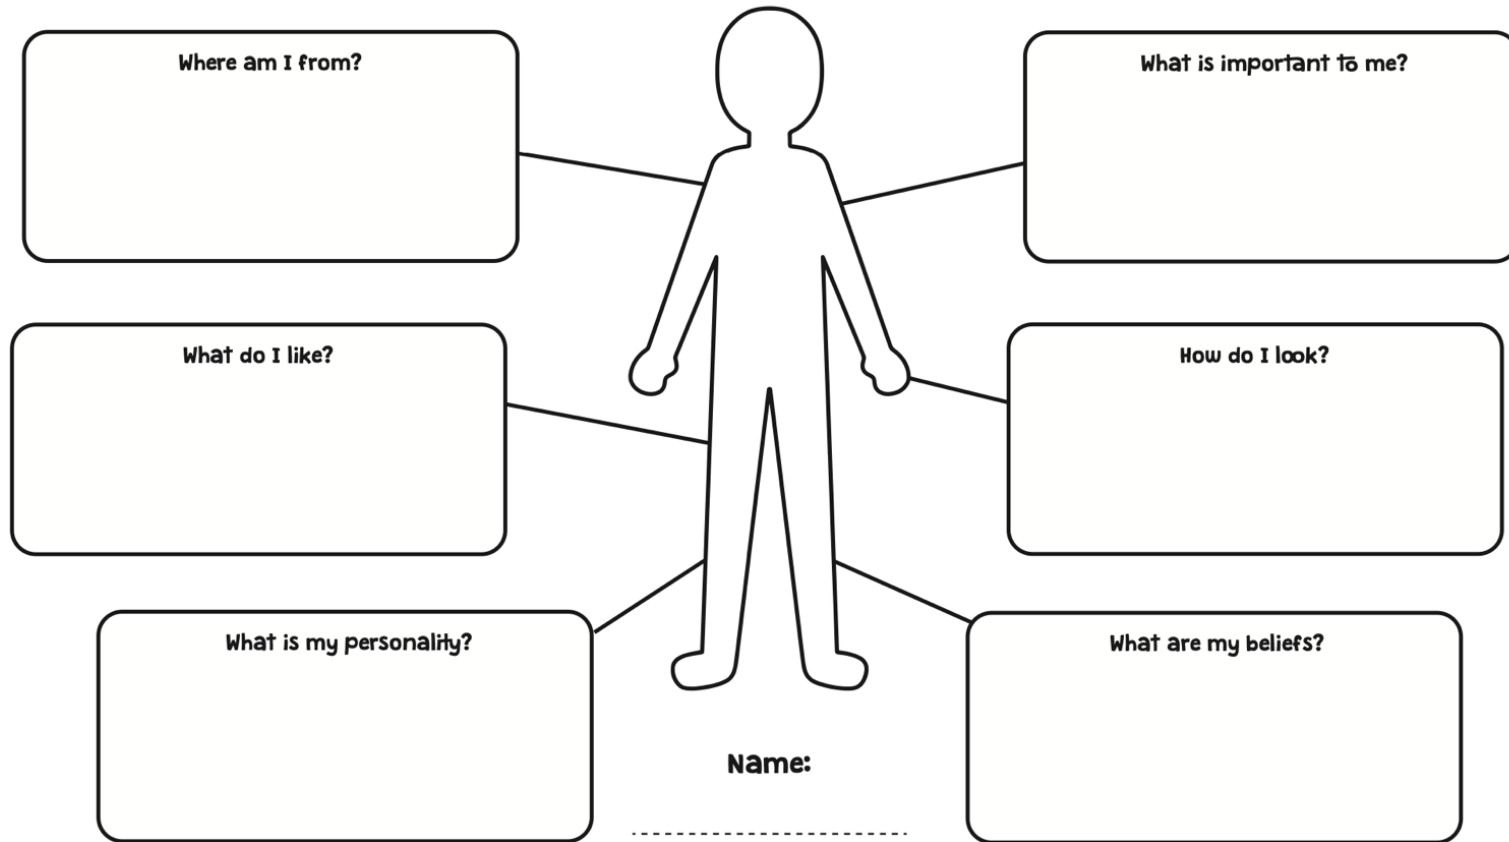 Where am I from?
What is important to me?
What do I like?
How do I look?
What is my personality?
What are my beliefs?
Name: